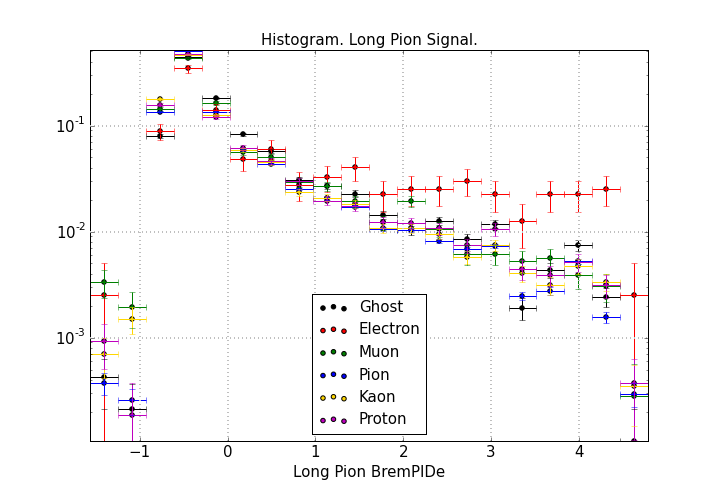 Histogram. Long Pion Signal.
10⁻¹
10⁻²
10⁻³
Ghost
Electron
Muon
Pion
Kaon
Proton
−1 0 1 2 3 4
Long Pion BremPIDe